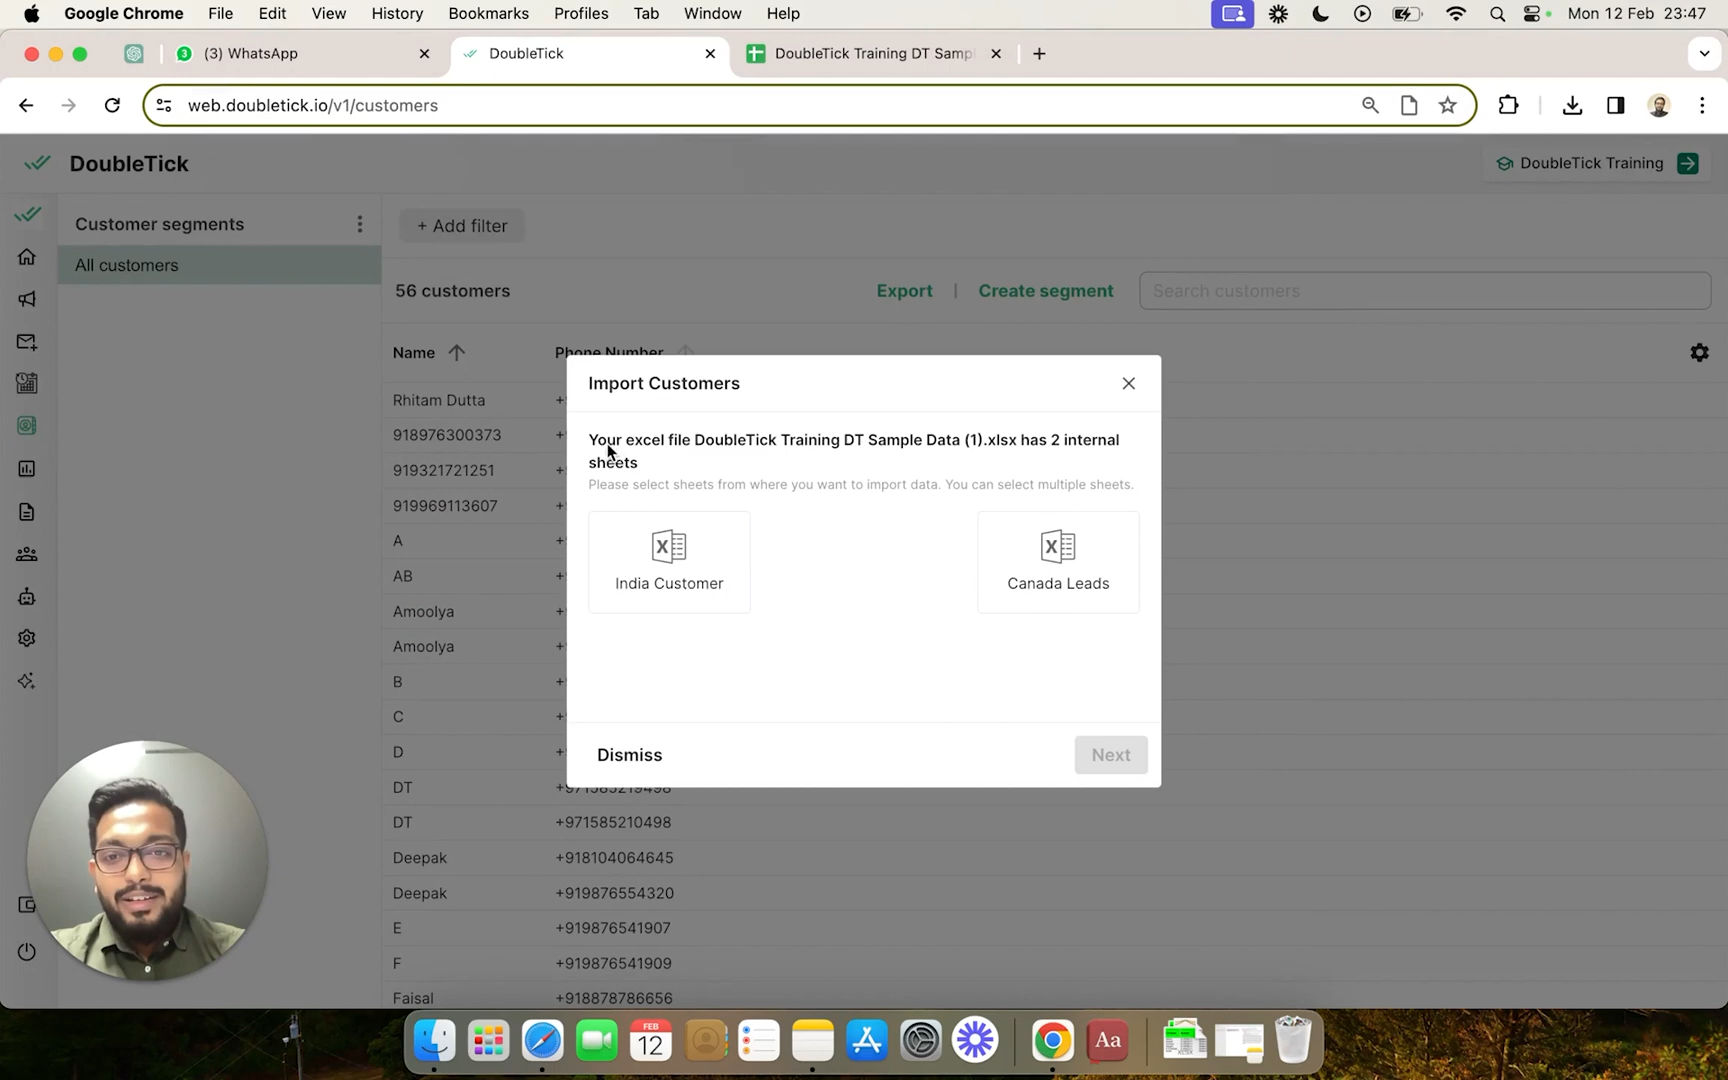 Google Chrome File Edit View History Bookmarks Profiles Tab Window Help Mon 12 Feb 23:47
3 (3) WhatsApp DoubleTick DoubleTick Training DT Samp
web.doubletick.io/v1/customers
DoubleTick
DoubleTick Training
Customer segments
+ Add filter
All customers
56 customers
Export | Create segment
Search customers
Name Phone Number
Rhitam Dutta +
918976300373 +
919321721251 +
919969113607 +
A +
AB +
Amoolya +
Amoolya +
B +
C +
D +
DT +971585219498
DT +971585210498
Deepak +918104064645
Deepak +919876554320
E +919876541907
F +919876541909
Faisal +918878786656
Import Customers
Your excel file DoubleTick Training DT Sample Data (1).xlsx has 2 internal
sheets
Please select sheets from where you want to import data. You can select multiple sheets.
India Customer
Canada Leads
Dismiss
Next
FEB
12
Aa